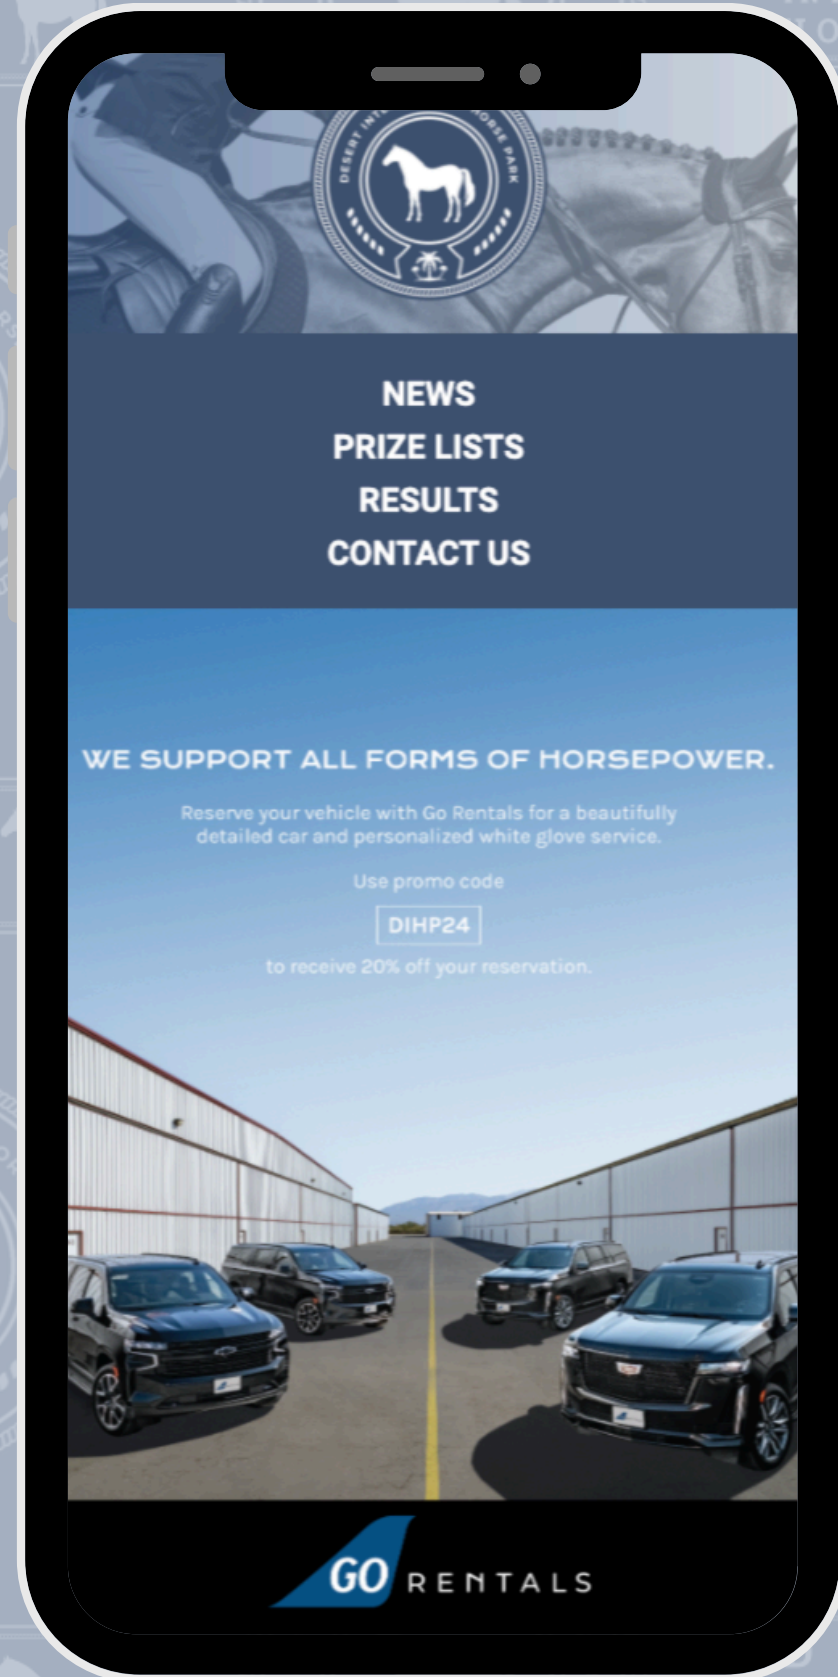 DESERT INT HORSE PARK
NEWS
PRIZE LISTS
RESULTS
CONTACT US
WE SUPPORT ALL FORMS OF HORSEPOWER.
Reserve your vehicle with Go Rentals for a beautifully
detailed car and personalized white glove service.
Use promo code
DIHP24
to receive 20% off your reservation.
GO RENTALS